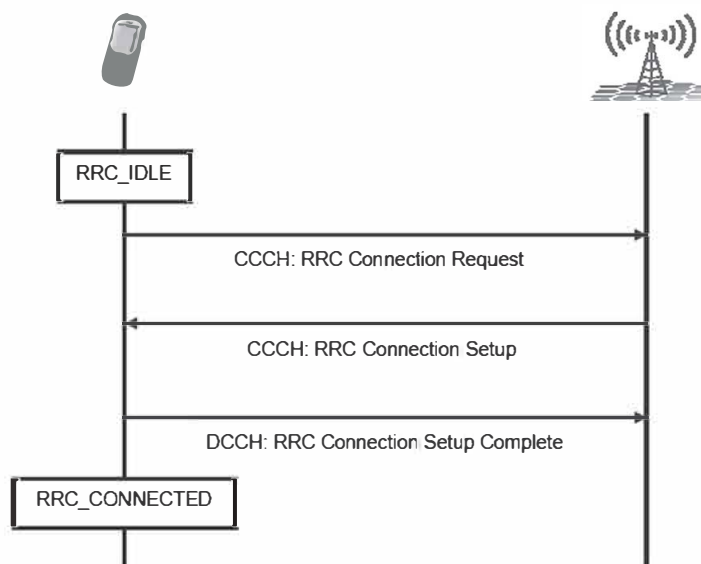 RRC_IDLE
CCCH: RRC Connection Request
CCCH: RRC Connection Setup
DCCH: RRC Connection Setup Complete
RRC_CONNECTED